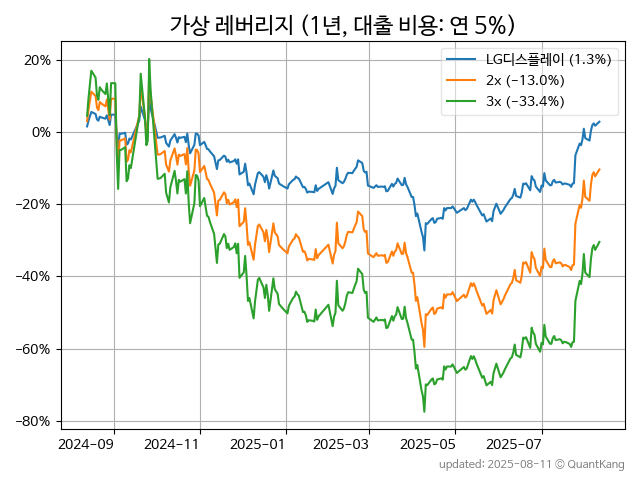 가상 레버리지 (1년, 대출 비용: 연 5%)
LG디스플레이 (1.3%)
2x (−13.0%)
3x (−33.4%)
20%
0%
−20%
−40%
−60%
−80%
2024-09
2024-11
2025-01
2025-03
2025-05
2025-07
updated: 2025-08-11 © QuantKang